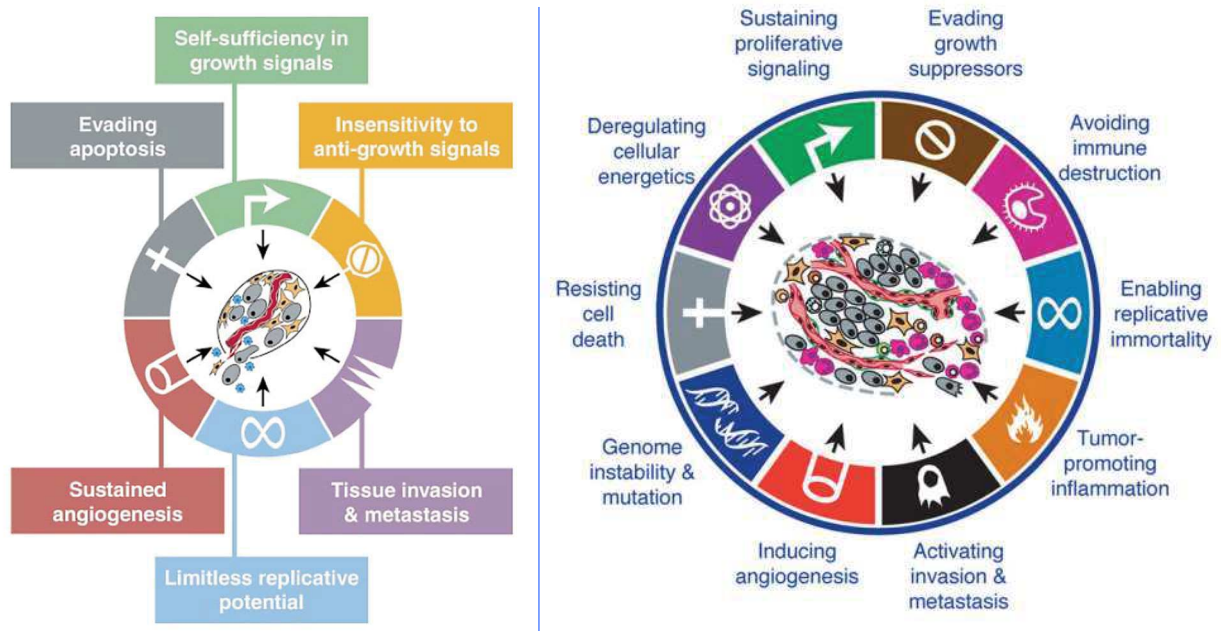 Self-sufficiency in
growth signals
Evading
apoptosis
Insensitivity to
anti-growth signals
Sustained
angiogenesis
Tissue invasion
& metastasis
Limitless replicative
potential
Sustaining
proliferative
signaling
Evading
growth
suppressors
Deregulating
cellular
energetics
Avoiding
immune
destruction
Resisting
cell
death
Enabling
replicative
immortality
Genome
instability &
mutation
Tumor-
promoting
inflammation
Inducing
angiogenesis
Activating
invasion &
metastasis